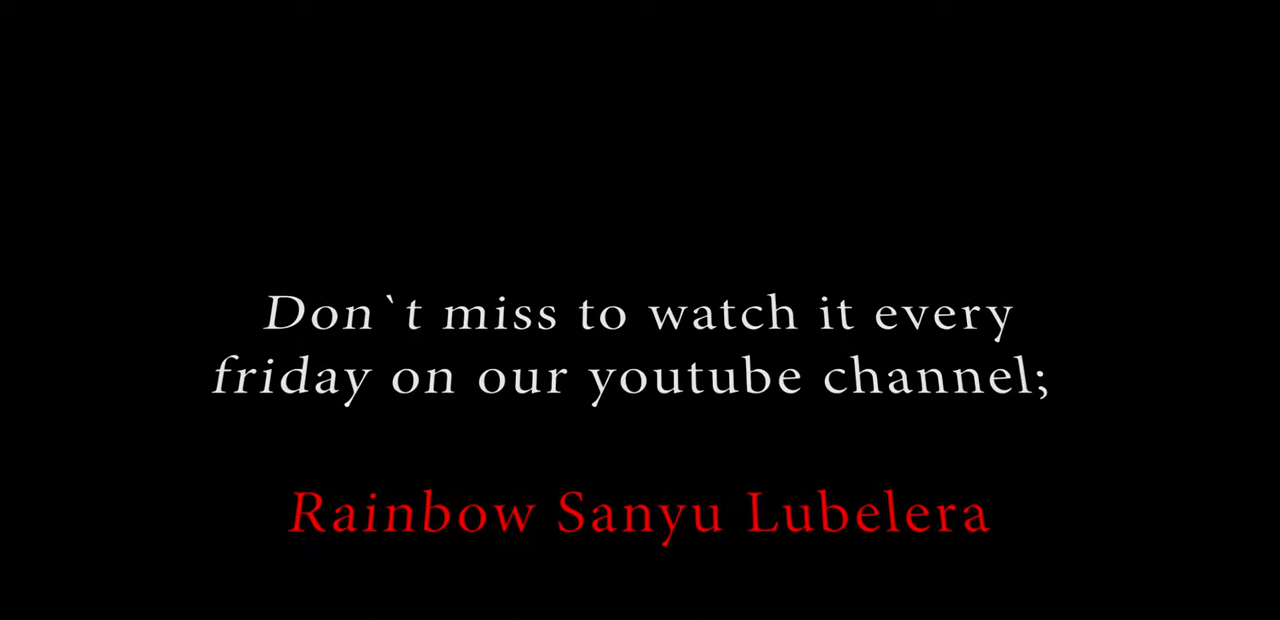 Don`t miss to watch it every
friday on our youtube channel;
Rainbow Sanyu Lubelera